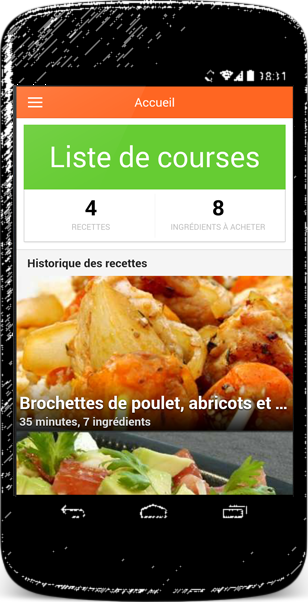 18:31
Accueil
Liste de courses
4
RECETTES
8
INGRÉDIENTS À ACHETER
Historique des recettes
Brochettes de poulet, abricots et ...
35 minutes, 7 ingrédients